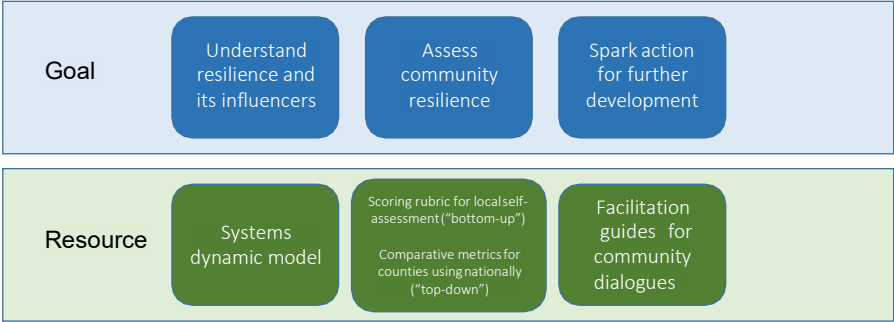 Goal
Understand
resilience and
its influencers
Assess
community
resilience
Spark action
for further
development
Resource
Systems
dynamic model
Scoring rubric for local self-
assessment (“bottom-up”)
Comparative metrics for
counties using nationally
(“top-down”)
Facilitation
guides for
community
dialogues